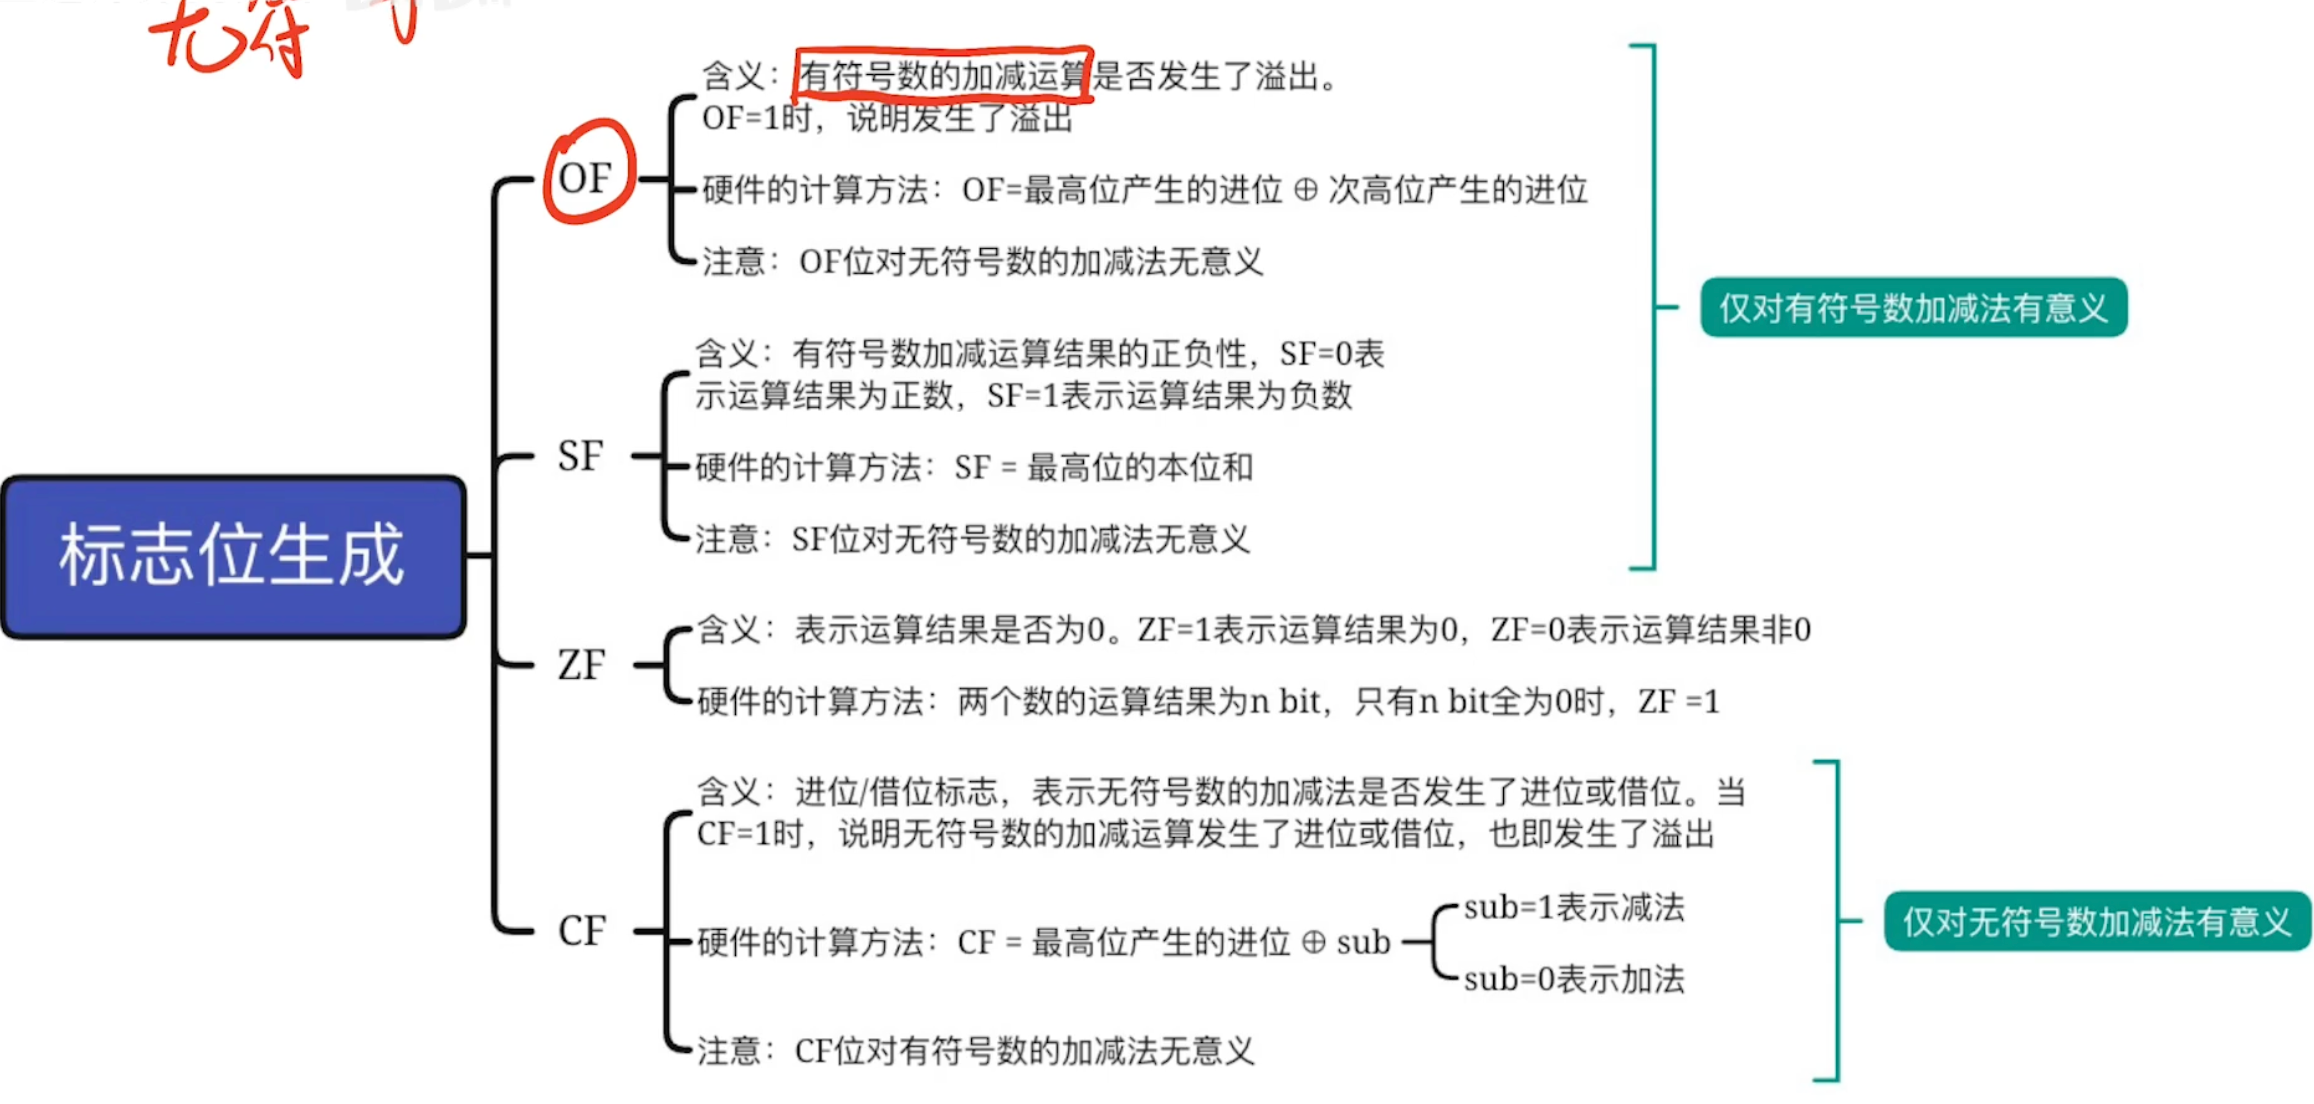 无符
含义：有符号数的加减运算是否发生了溢出。
OF=1时，说明发生了溢出
OF
硬件的计算方法：OF=最高位产生的进位 ⊕ 次高位产生的进位
注意：OF位对无符号数的加减法无意义
仅对有符号数加减法有意义
含义：有符号数加减运算结果的正负性，SF=0表
示运算结果为正数，SF=1表示运算结果为负数
SF
硬件的计算方法：SF = 最高位的本位和
注意：SF位对无符号数的加减法无意义
标志位生成
含义：表示运算结果是否为0。ZF=1表示运算结果为0，ZF=0表示运算结果非0
ZF
硬件的计算方法：两个数的运算结果为n bit，只有n bit全为0时，ZF =1
含义：进位/借位标志，表示无符号数的加减法是否发生了进位或借位。当
CF=1时，说明无符号数的加减运算发生了进位或借位，也即发生了溢出
CF
硬件的计算方法：CF = 最高位产生的进位 ⊕ sub
sub=1表示减法
sub=0表示加法
仅对无符号数加减法有意义
注意：CF位对有符号数的加减法无意义